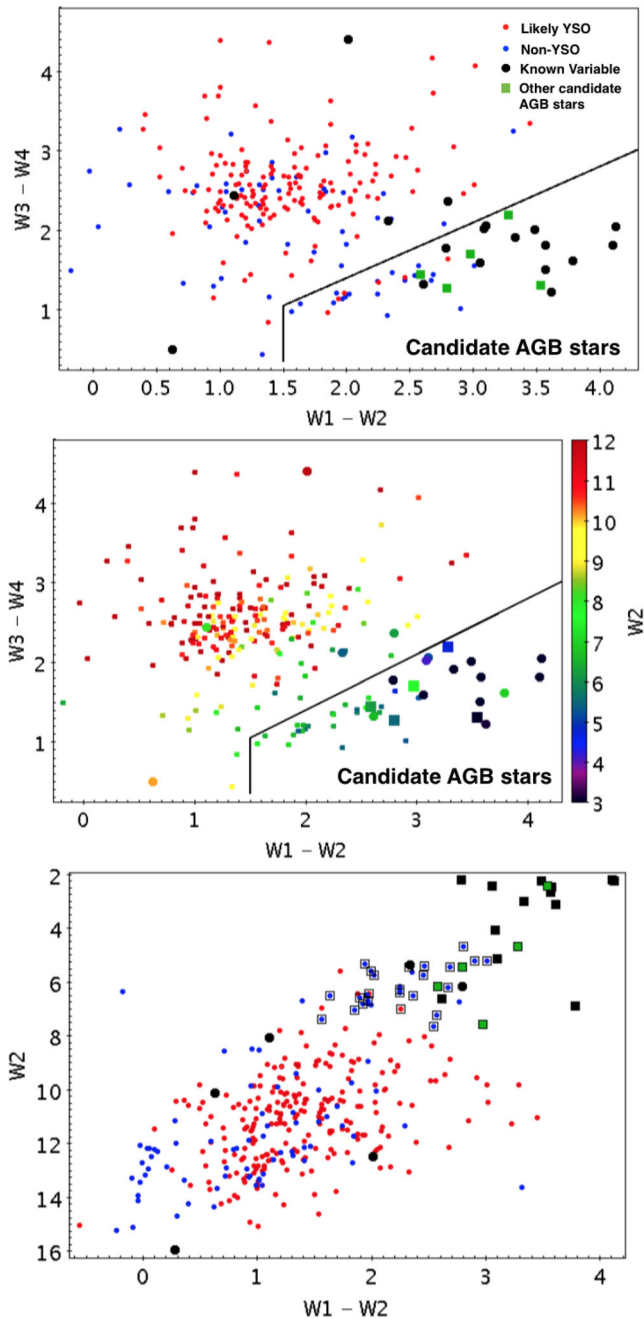 Likely YSO
Non-YSO
Known Variable
Other candidate
AGB stars
4
3
2
1
W3 − W4
Candidate AGB stars
0 0.5 1.0 1.5 2.0 2.5 3.0 3.5 4.0
W1 − W2
12
11
10
9
8
7
6
5
4
3
W2
4
3
2
1
W3 − W4
Candidate AGB stars
0 1 2 3 4
W1 − W2
2
4
6
8
10
12
14
16
W2
0 1 2 3 4
W1 − W2